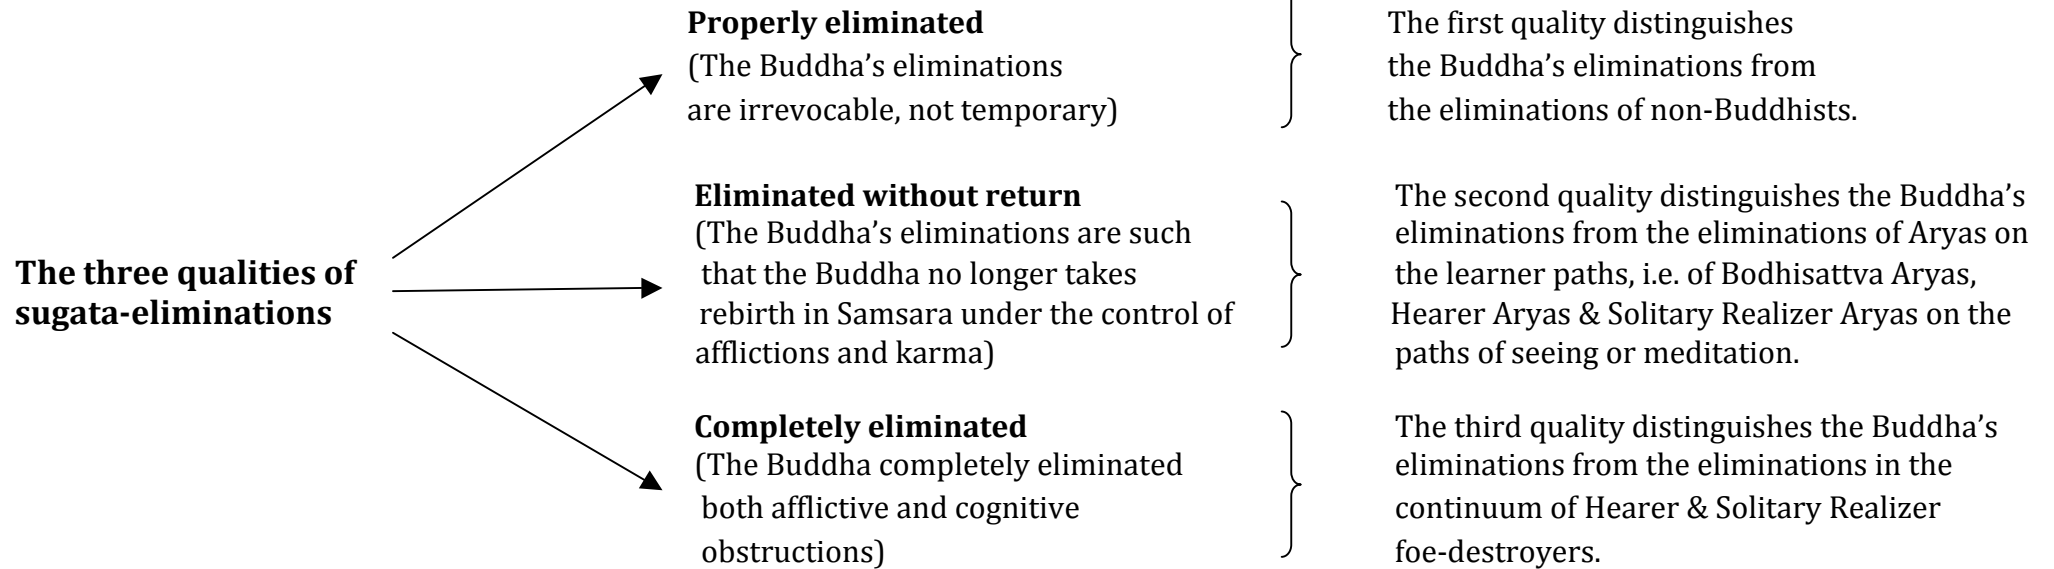 The three qualities of
sugata-eliminations
Properly eliminated
(The Buddha’s eliminations
are irrevocable, not temporary)
The first quality distinguishes
the Buddha’s eliminations from
the eliminations of non-Buddhists.
Eliminated without return
(The Buddha’s eliminations are such
that the Buddha no longer takes
rebirth in Samsara under the control of
afflictions and karma)
The second quality distinguishes the Buddha’s
eliminations from the eliminations of Aryas on
the learner paths, i.e. of Bodhisattva Aryas,
Hearer Aryas & Solitary Realizer Aryas on the
paths of seeing or meditation.
Completely eliminated
(The Buddha completely eliminated
both afflictive and cognitive
obstructions)
The third quality distinguishes the Buddha’s
eliminations from the eliminations in the
continuum of Hearer & Solitary Realizer
foe-destroyers.